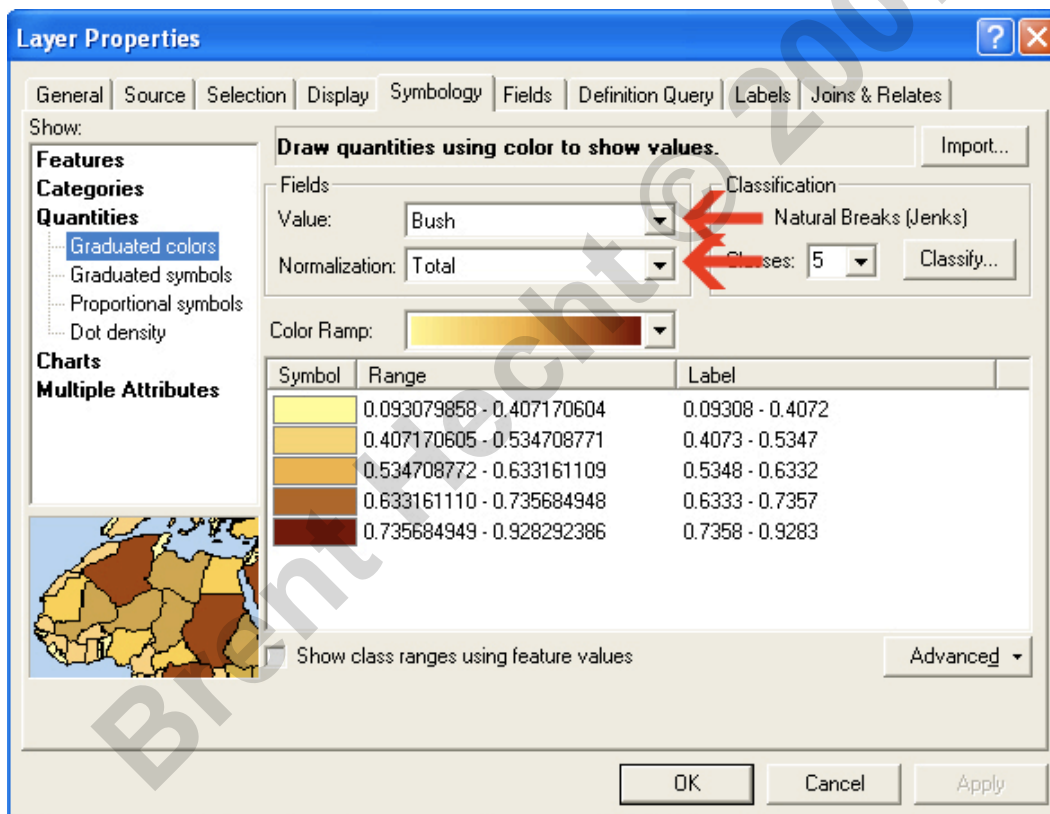 Layer Properties
General Source Selection Display Symbology Fields Definition Query Labels Joins & Relates
Show:
Features
Categories
Quantities
Graduated colors
Graduated symbols
Proportional symbols
Dot density
Charts
Multiple Attributes
Draw quantities using color to show values.
Import...
Fields
Value: Bush
Normalization: Total
Classification
Natural Breaks (Jenks)
Classes: 5 Classify...
Color Ramp:
Symbol Range Label
0.093079858 - 0.407170604 0.09308 - 0.4072
0.407170605 - 0.534708771 0.4073 - 0.5347
0.534708772 - 0.633161109 0.5348 - 0.6332
0.633161110 - 0.735684948 0.6333 - 0.7357
0.735684949 - 0.928292386 0.7358 - 0.9283
Show class ranges using feature values
Advanced
OK Cancel Apply
Brent Hecht ©